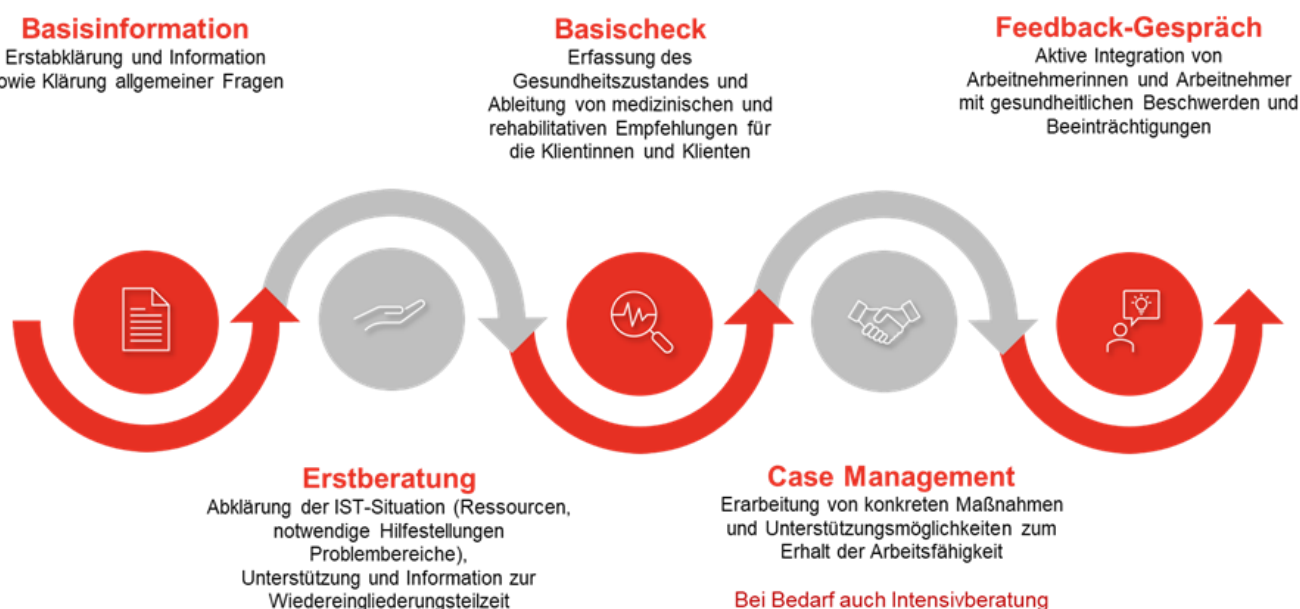 Basisinformation
Erstabklärung und Information
owie Klärung allgemeiner Fragen
Basischeck
Erfassung des
Gesundheitszustandes und
Ableitung von medizinischen und
rehabilitativen Empfehlungen für
die Klientinnen und Klienten
Feedback-Gespräch
Aktive Integration von
Arbeitnehmerinnen und Arbeitnehmer
mit gesundheitlichen Beschwerden und
Beeinträchtigungen
Erstberatung
Abklärung der IST-Situation (Ressourcen,
notwendige Hilfestellungen
Problembereiche),
Unterstützung und Information zur
Wiedereingliederungsteilzeit
Case Management
Erarbeitung von konkreten Maßnahmen
und Unterstützungsmöglichkeiten zum
Erhalt der Arbeitsfähigkeit
Bei Bedarf auch Intensivberatung